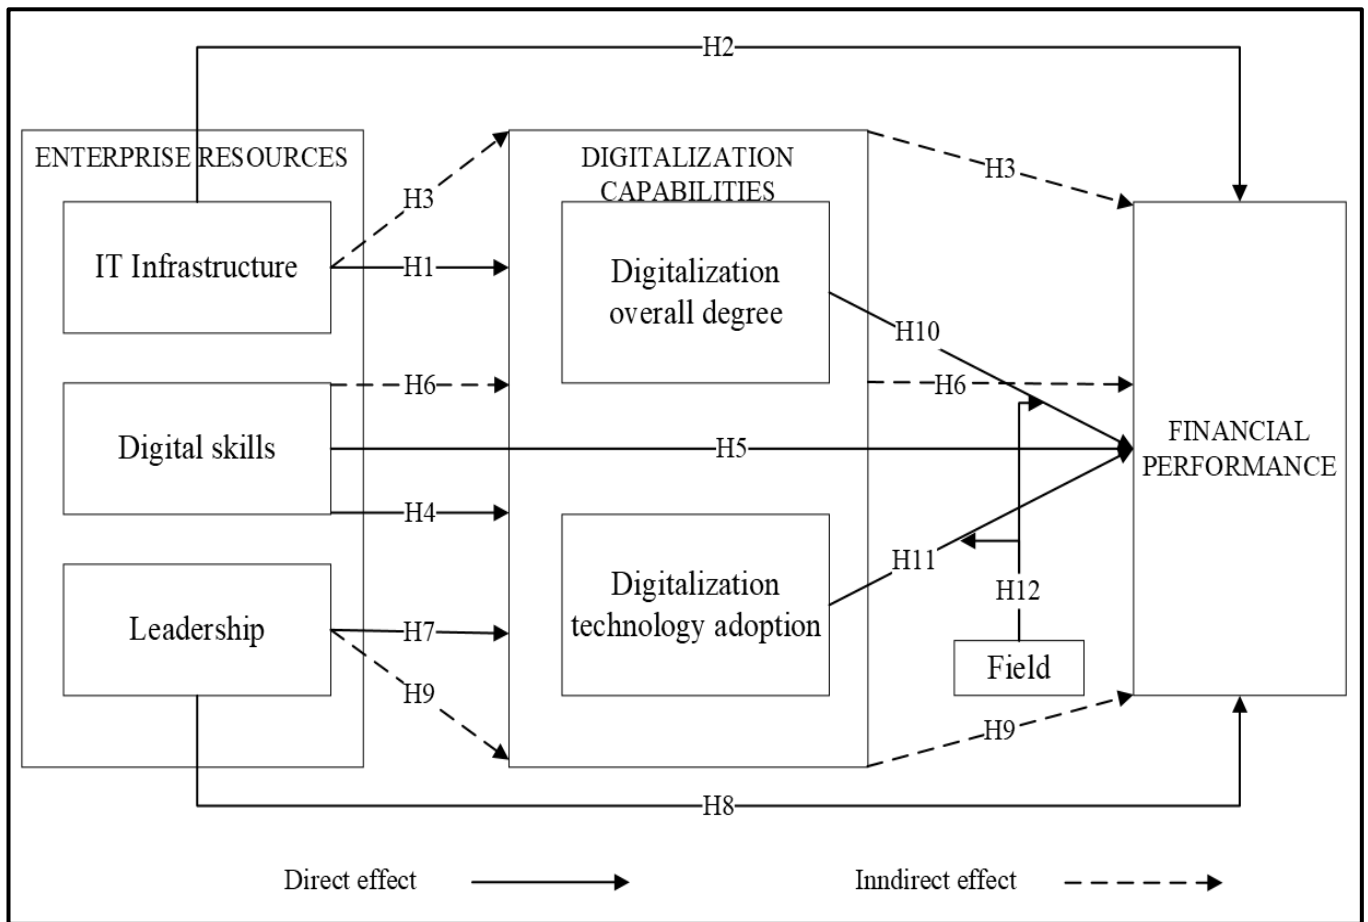 H2
ENTERPRISE RESOURCES
DIGITALIZATION
CAPABILITIES
H3
H3
IT Infrastructure
H1
Digitalization
overall degree
H10
H6
H6
Digital skills
H5
FINANCIAL
PERFORMANCE
H4
H11
Digitalization
technology adoption
H12
Leadership
H7
Field
H9
H9
H8
Direct effect
Inndirect effect